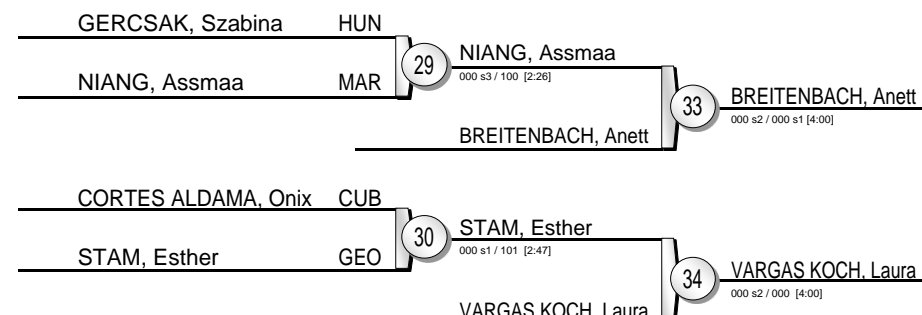 GERCSAK, Szabina HUN
NIANG, Assmaa MAR
29
NIANG, Assmaa
000 s3 / 100 [2:26]
BREITENBACH, Anett
33
BREITENBACH, Anett
000 s2 / 000 s1 [4:00]
CORTES ALDAMA, Onix CUB
STAM, Esther GEO
30
STAM, Esther
000 s1 / 101 [2:47]
VARGAS KOCH, Laura
34
VARGAS KOCH, Laura
000 s2 / 000 [4:00]